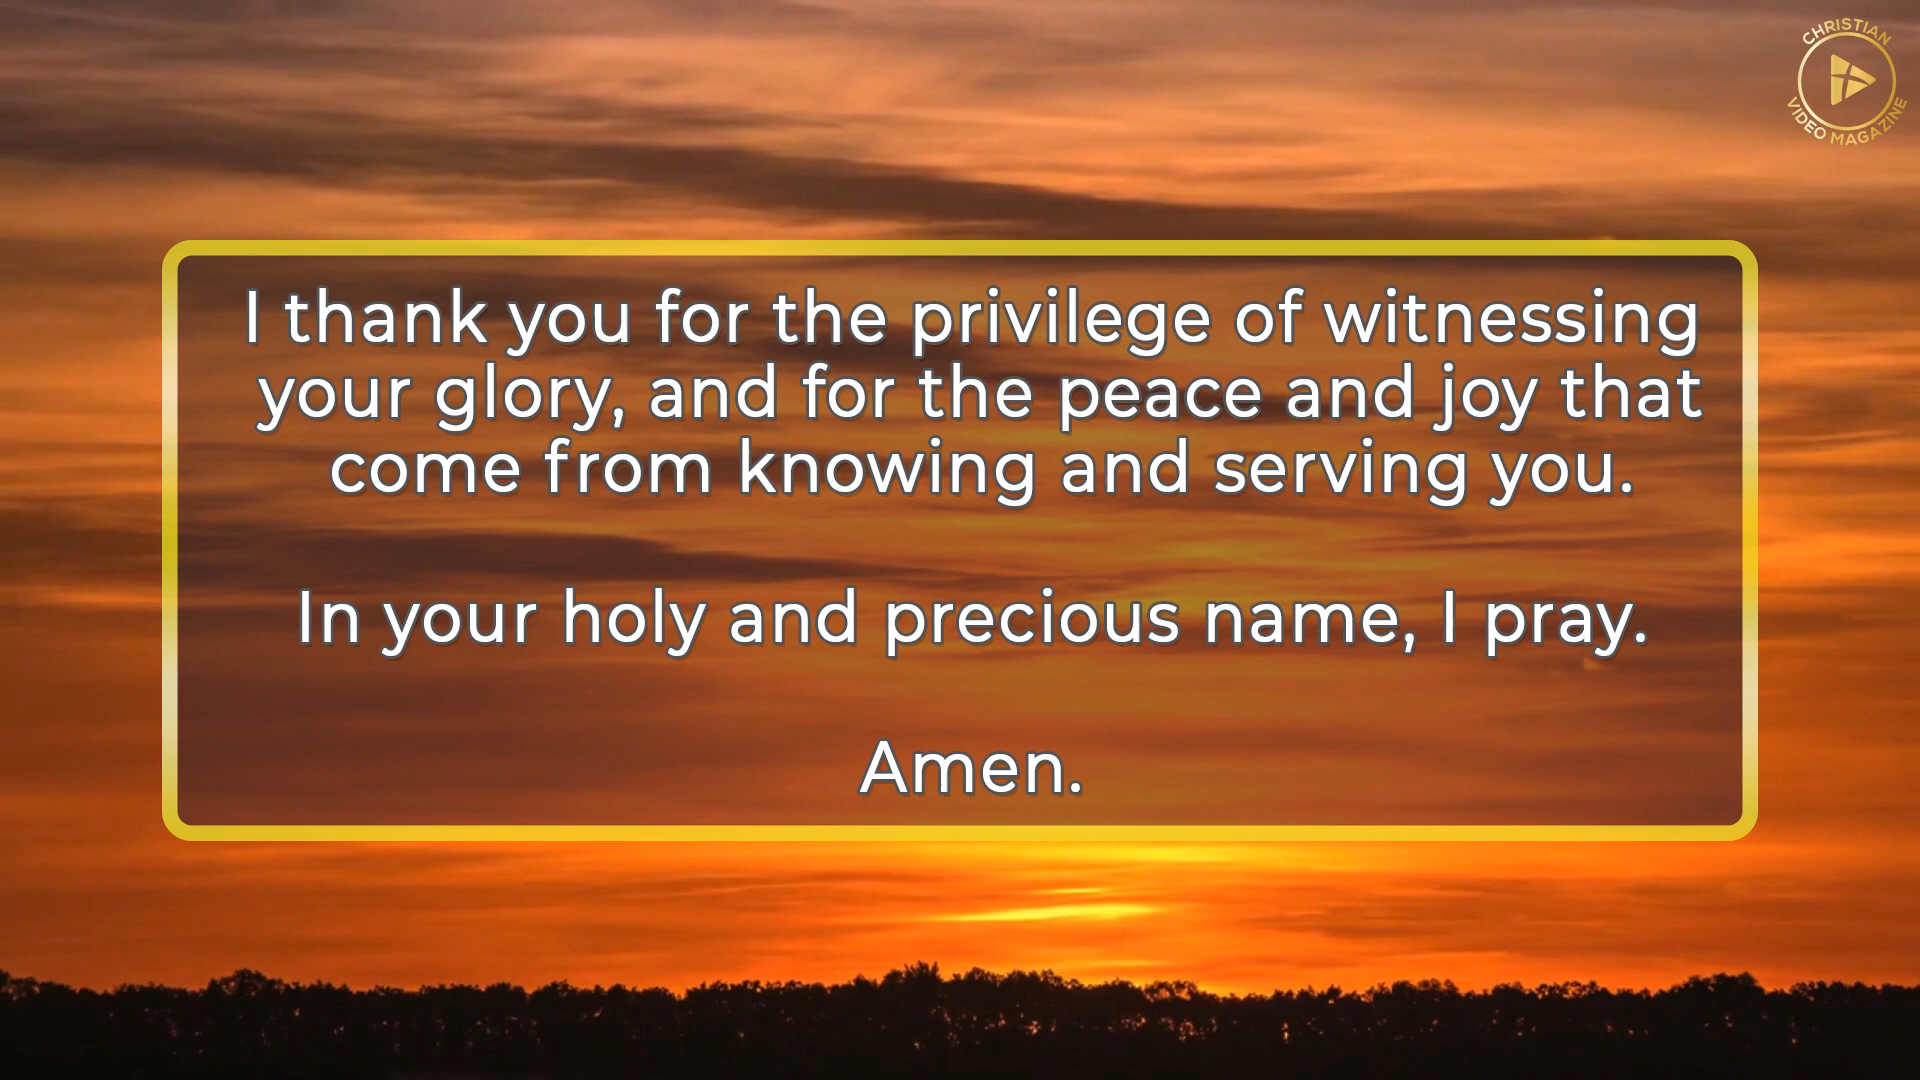 CHRISTIAN
VIDEO MAGAZINE
I thank you for the privilege of witnessing
your glory, and for the peace and joy that
come from knowing and serving you.
In your holy and precious name, I pray.
Amen.